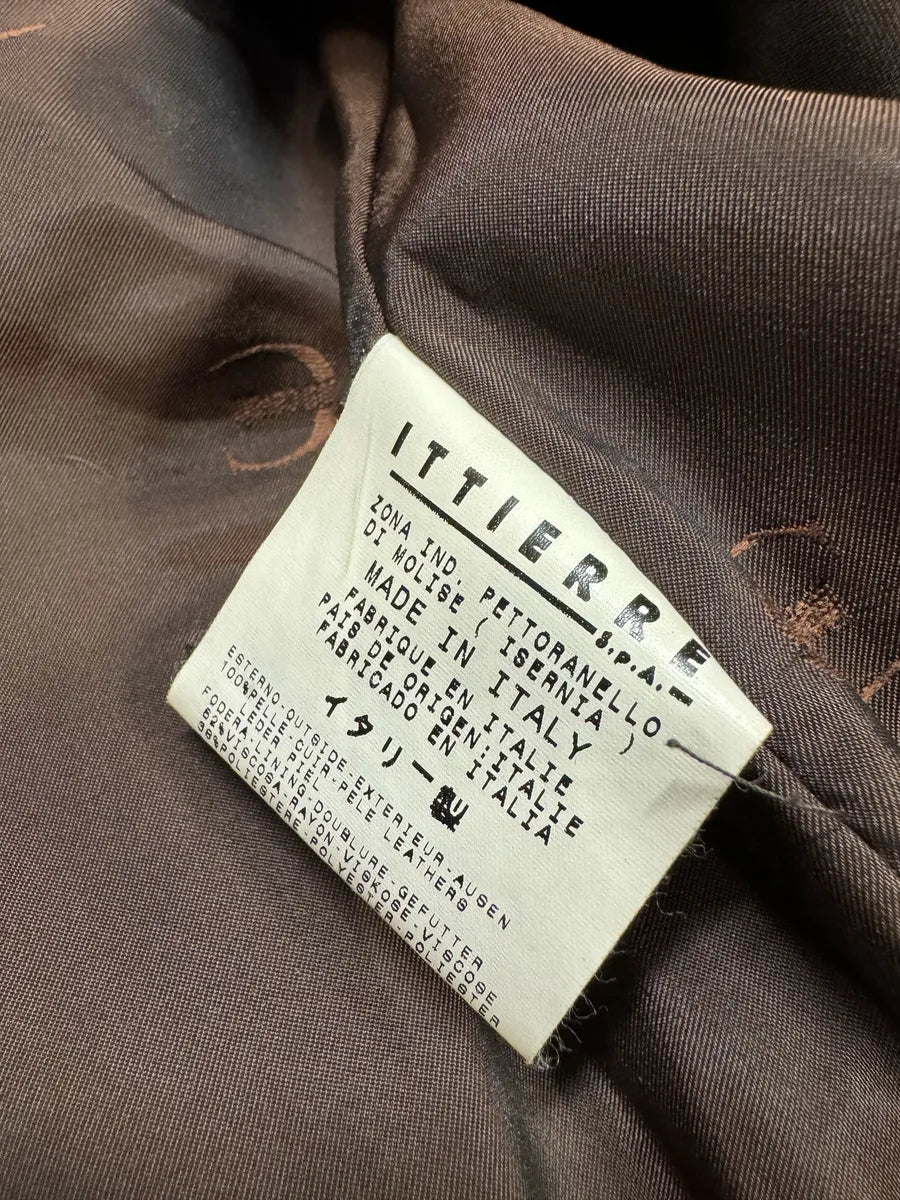 ITTIERRE
S.P.A.
ZONA IND. PETTORANELLO
DI MOLISE ( ISERNIA )
MADE IN ITALY
FABRIQUE EN ITALIE
PAIS DE ORIGEN:ITALIE
FABRICADO EN ITALIA
イタリー製
ESTERNO-OUTSIDE-EXTERIEUR-AUSEN
100%PELLE-CUIR-PELE LEATHERS
LEDER PIEL
FODERA-LINING-DOUBLURE-GEFUTTER
62%VISCOSA-RAYON-VISKOSE-VISCOSE
38%POLIESTERE-POLYESTER-POLIESTER